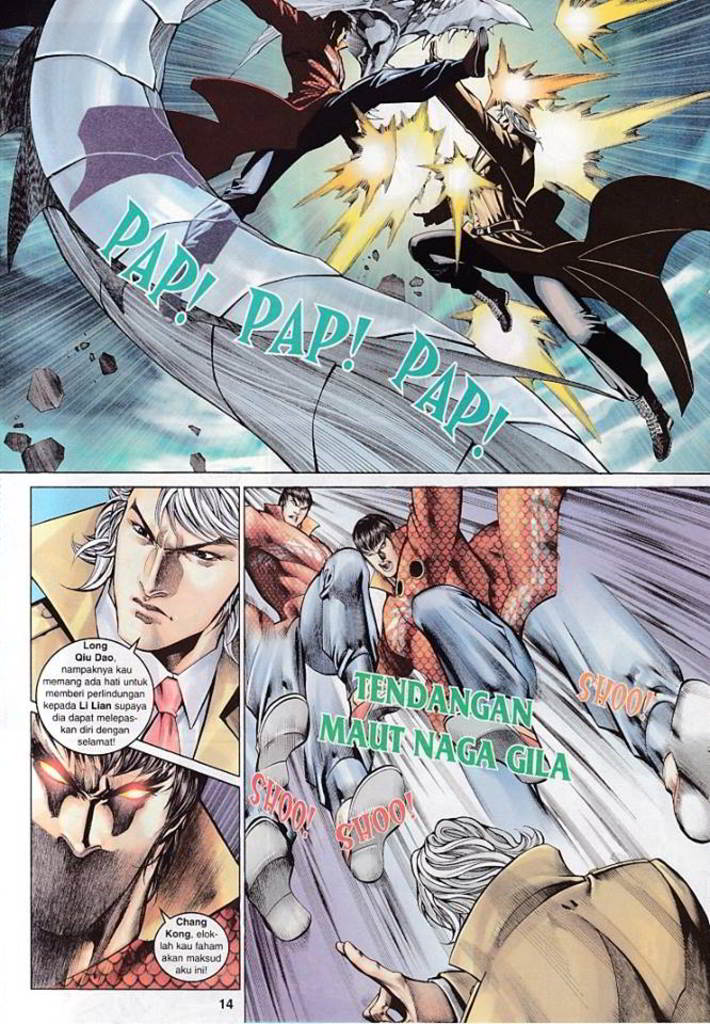 PAP! PAP! PAP!
Long
Qiu Dao,
nampaknya kau
memang ada hati untuk
memberi perlindungan
kepada Li Lian supaya
dia dapat melepas-
kan diri dengan
selamat!
TENDANGAN
MAUT NAGA GILA
SHOO!
SHOO!
SHOO!
Chang
Kong, elok-
lah kau faham
akan maksud
aku ini!
14